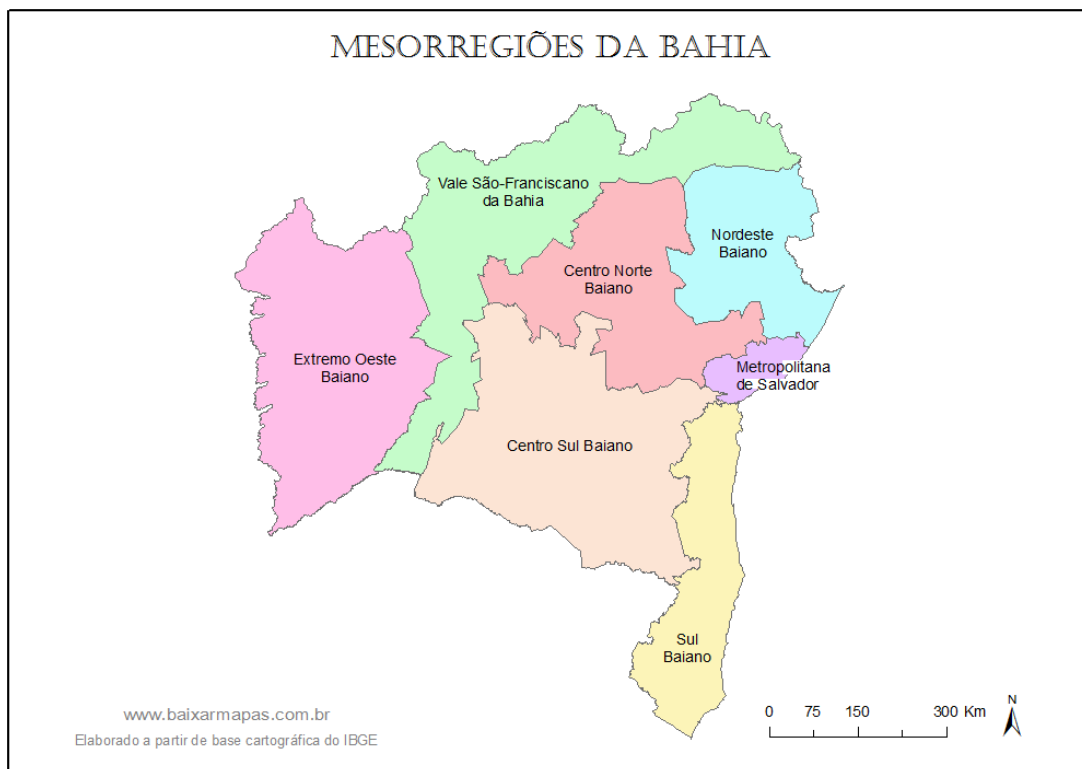 MESORREGIÕES DA BAHIA
Vale São-Franciscano
da Bahia
Nordeste
Baiano
Centro Norte
Baiano
Extremo Oeste
Baiano
Metropolitana
de Salvador
Centro Sul Baiano
Sul
Baiano
www.baixarmapas.com.br
Elaborado a partir de base cartográfica do IBGE
0 75 150 300 Km
N